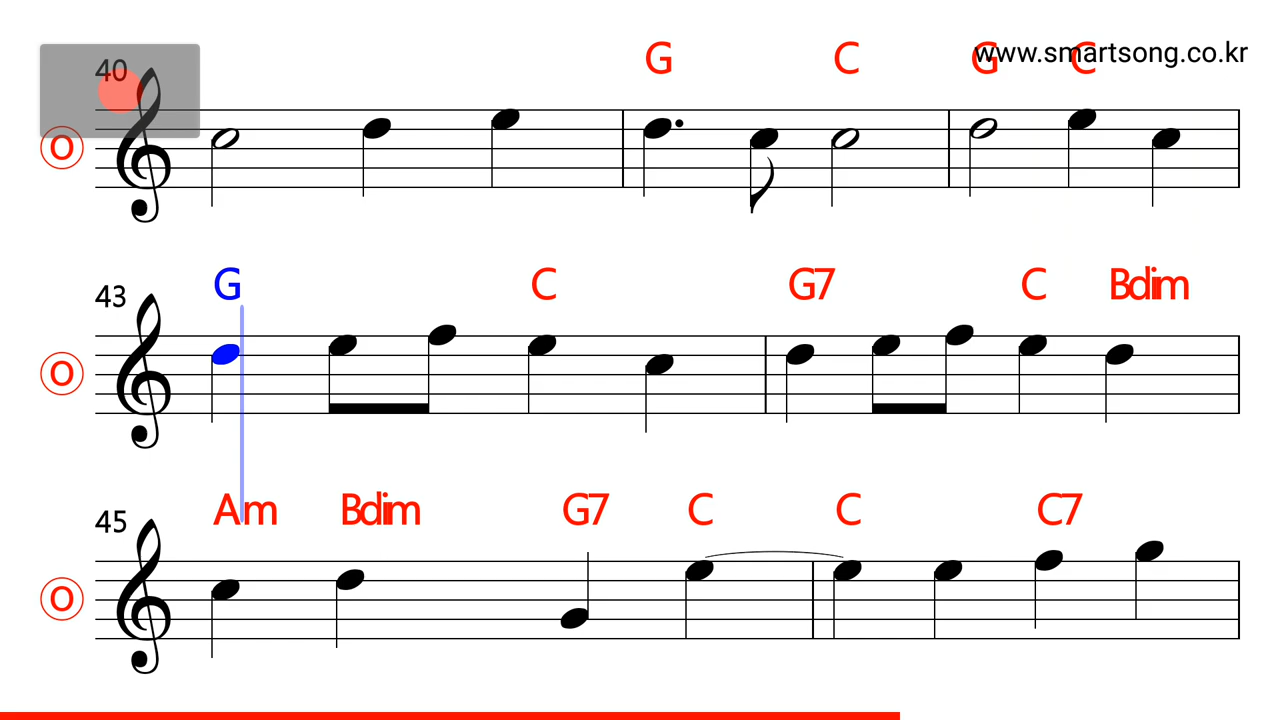 www.smartsong.co.kr
40 G C G C
O
43 G C G7 C Bdim
O
45 Am Bdim G7 C C C7
O